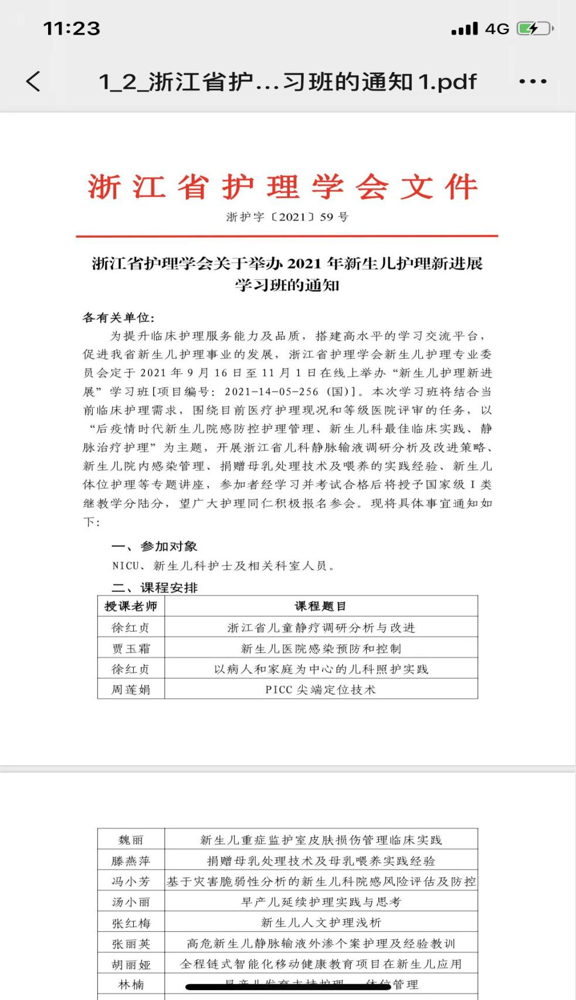 11:23
4G
1_2_浙江省护...习班的通知1.pdf
浙江省护理学会文件
浙护字〔2021〕59 号
浙江省护理学会关于举办 2021 年新生儿护理新进展
学习班的通知
各有关单位:
为提升临床护理服务能力及品质，搭建高水平的学习交流平台，
促进我省新生儿护理事业的发展，浙江省护理学会新生儿护理专业委
员会定于 2021 年 9 月 16 日至 11 月 1 日在线上举办“新生儿护理新进
展”学习班[项目编号：2021-14-05-256（国）]。本次学习班将结合当
前临床护理需求，围绕目前医疗护理现况和等级医院评审的任务，以
“后疫情时代新生儿院感防控护理管理、新生儿科最佳临床实践、静
脉治疗护理”为主题，开展浙江省儿科静脉输液调研分析及改进策略、
新生儿院内感染管理、捐赠母乳处理技术及喂养的实践经验、新生儿
体位护理等专题讲座，参加者经学习并考试合格后将授予国家级 I 类
继教学分陆分，望广大护理同仁积极报名参会。现将具体事宜通知如
下：
一、参加对象
NICU、新生儿科护士及相关科室人员。
二、课程安排
授课老师 课程题目
徐红贞 浙江省儿童静疗调研分析与改进
贾玉霜 新生儿医院感染预防和控制
徐红贞 以病人和家庭为中心的儿科照护实践
周莲娟 PICC 尖端定位技术
魏丽 新生儿重症监护室皮肤损伤管理临床实践
滕燕萍 捐赠母乳处理技术及母乳喂养实践经验
冯小芳 基于灾害脆弱性分析的新生儿科院感风险评估及防控
汤小丽 早产儿延续护理实践与思考
张红梅 新生儿人文护理浅析
张丽英 高危新生儿静脉输液外渗个案护理及经验教训
胡丽娅 全程链式智能化移动健康教育项目在新生儿应用
林楠 早产儿发育支持护理——体位管理